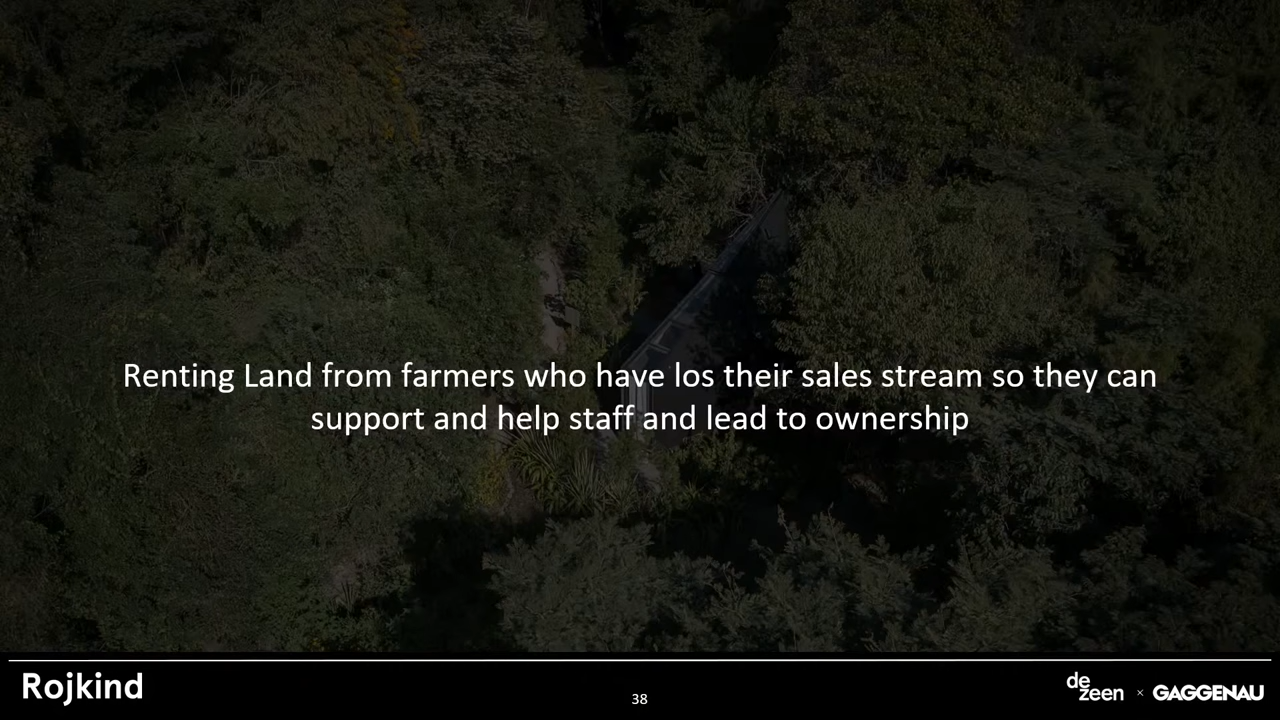 Renting Land from farmers who have los their sales stream so they can
support and help staff and lead to ownership
Rojkind
38
de
zeen
× GAGGENAU